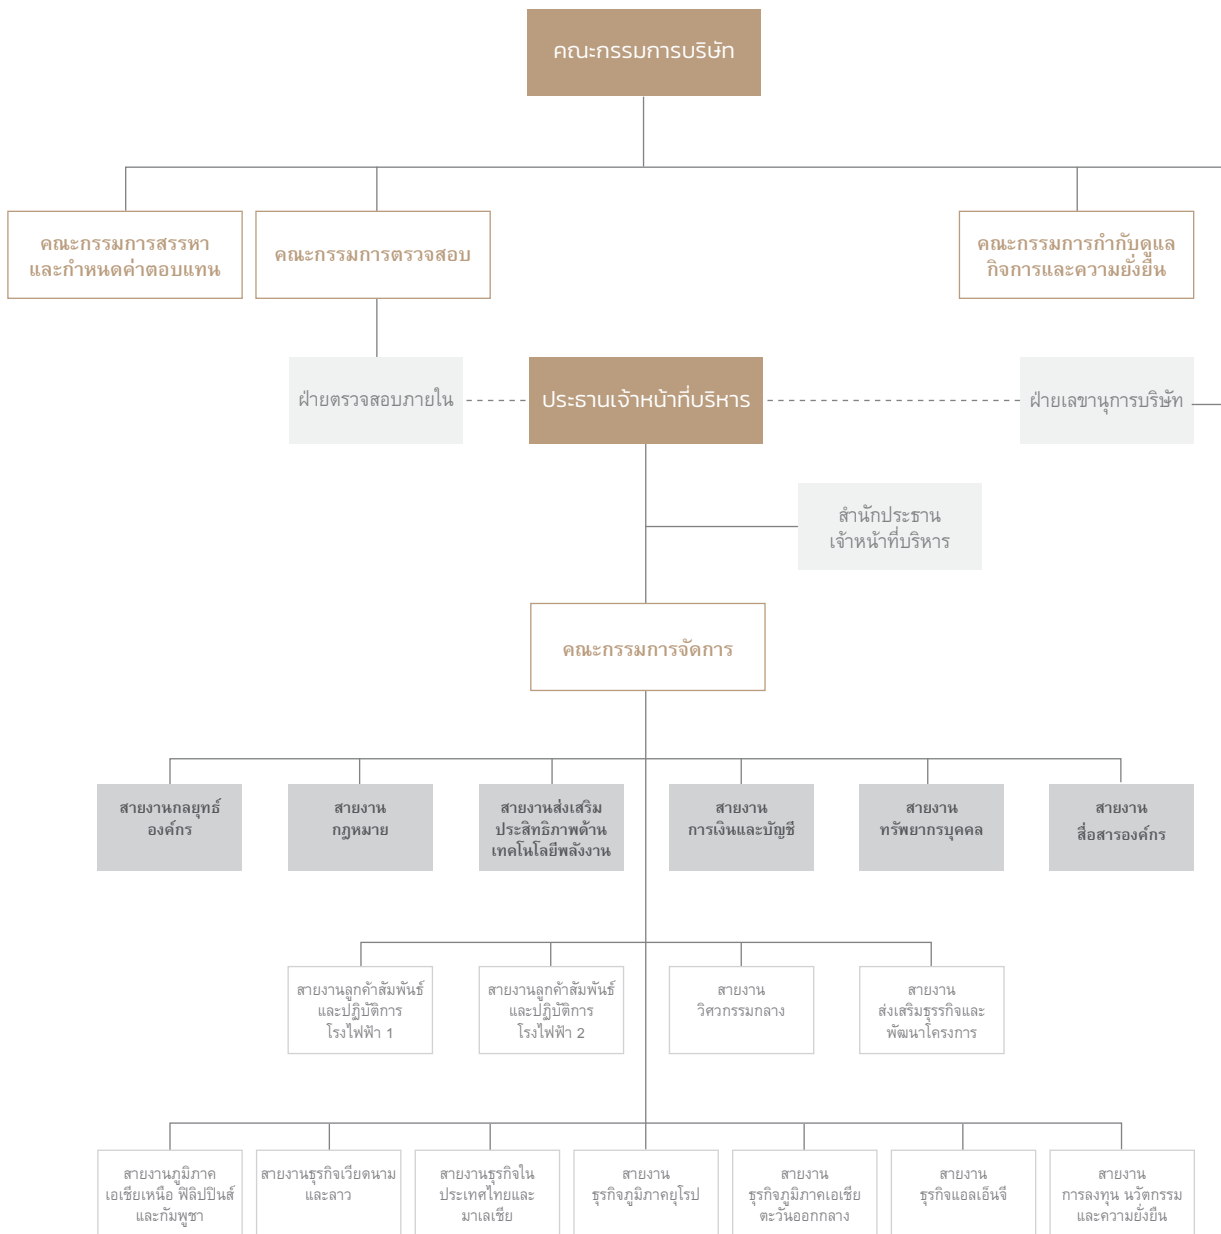 คณะกรรมการบริษัท
คณะกรรมการสรรหา
และกำหนดค่าตอบแทน
คณะกรรมการตรวจสอบ
คณะกรรมการกำกับดูแล
กิจการและความยั่งยืน
ฝ่ายตรวจสอบภายใน
ประธานเจ้าหน้าที่บริหาร
ฝ่ายเลขานุการบริษัท
สำนักประธาน
เจ้าหน้าที่บริหาร
คณะกรรมการจัดการ
สายงานกลยุทธ์
องค์กร
สายงาน
กฎหมาย
สายงานส่งเสริม
ประสิทธิภาพด้าน
เทคโนโลยีพลังงาน
สายงาน
การเงินและบัญชี
สายงาน
ทรัพยากรบุคคล
สายงาน
สื่อสารองค์กร
สายงานลูกค้าสัมพันธ์
และปฏิบัติการ
โรงไฟฟ้า 1
สายงานลูกค้าสัมพันธ์
และปฏิบัติการ
โรงไฟฟ้า 2
สายงาน
วิศวกรรมกลาง
สายงาน
ส่งเสริมธุรกิจและ
พัฒนาโครงการ
สายงานภูมิภาค
เอเชียเหนือ ฟิลิปปินส์
และกัมพูชา
สายงานธุรกิจเวียดนาม
และลาว
สายงานธุรกิจใน
ประเทศไทยและ
มาเลเซีย
สายงาน
ธุรกิจภูมิภาคยุโรป
สายงาน
ธุรกิจภูมิภาคเอเชีย
ตะวันออกกลาง
สายงาน
ธุรกิจแอลเอ็นจี
สายงาน
การลงทุน นวัตกรรม
และความยั่งยืน